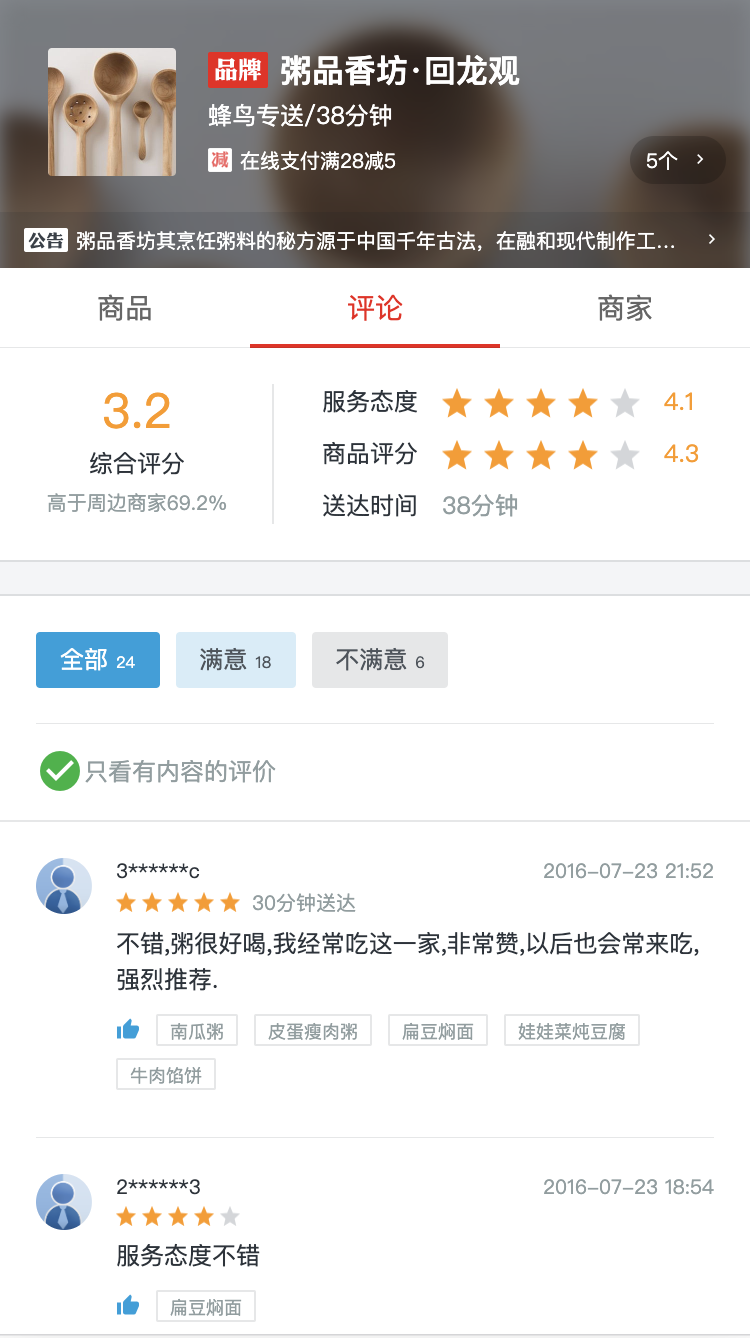 品牌 粥品香坊·回龙观
蜂鸟专送/38分钟
减 在线支付满28减5
5个
公告 粥品香坊其烹饪粥料的秘方源于中国千年古法，在融和现代制作工...
商品 评论 商家
3.2
综合评分
高于周边商家69.2%
服务态度 4.1
商品评分 4.3
送达时间 38分钟
全部 24 满意 18 不满意 6
只看有内容的评价
3******c 2016-07-23 21:52
30分钟送达
不错,粥很好喝,我经常吃这一家,非常赞,以后也会常来吃,
强烈推荐.
南瓜粥 皮蛋瘦肉粥 扁豆焖面 娃娃菜炖豆腐
牛肉馅饼
2******3 2016-07-23 18:54
服务态度不错
扁豆焖面